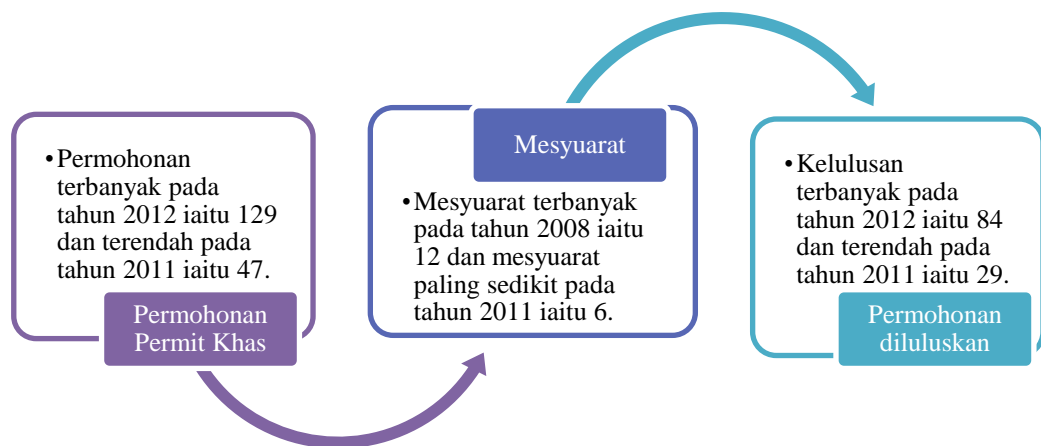 •Permohonan
terbanyak pada
tahun 2012 iaitu 129
dan terendah pada
tahun 2011 iaitu 47.
Permohonan
Permit Khas
Mesyuarat
•Mesyuarat terbanyak
pada tahun 2008 iaitu
12 dan mesyuarat
paling sedikit pada
tahun 2011 iaitu 6.
•Kelulusan
terbanyak pada
tahun 2012 iaitu 84
dan terendah pada
tahun 2011 iaitu 29.
Permohonan
diluluskan